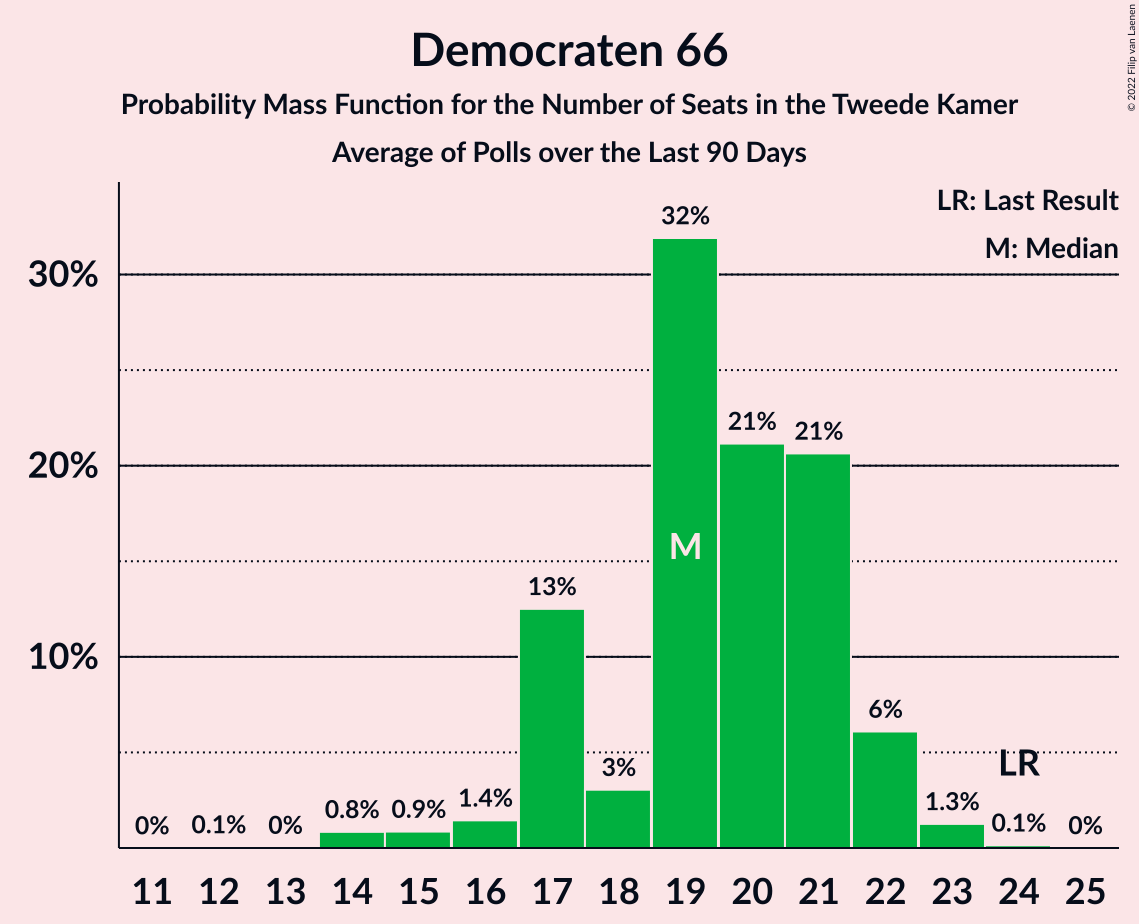 Democraten 66
Probability Mass Function for the Number of Seats in the Tweede Kamer
Average of Polls over the Last 90 Days
© 2022 Filip van Laenen
LR: Last Result
M: Median
30%
20%
10%
0%
0.1%
0%
0.8%
0.9%
1.4%
13%
3%
32%
M
21%
21%
6%
1.3%
LR
0.1%
0%
11 12 13 14 15 16 17 18 19 20 21 22 23 24 25